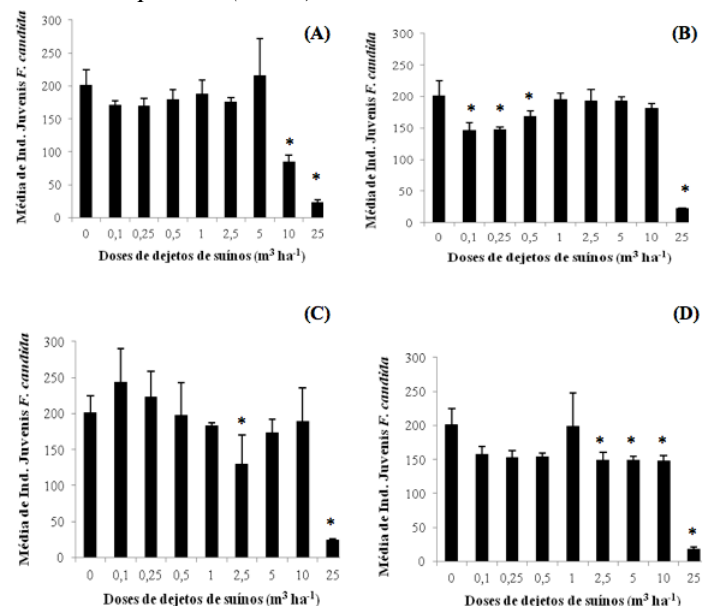 (A)
Média de Ind. Juvenis F. candida
300
250
200
150
100
50
0
* *
0 0,1 0,25 0,5 1 2,5 5 10 25
Doses de dejetos de suínos (m³ ha⁻¹)
(B)
Média de Ind. Juvenis F. candida
300
250
200
150
100
50
0
* * * *
0 0,1 0,25 0,5 1 2,5 5 10 25
Doses de dejetos de suínos (m³ ha⁻¹)
(C)
Média de Ind. Juvenis F. candida
300
250
200
150
100
50
0
* *
0 0,1 0,25 0,5 1 2,5 5 10 25
Doses de dejetos de suínos (m³ ha⁻¹)
(D)
Média de Ind. Juvenis F. candida
300
250
200
150
100
50
0
* * * *
0 0,1 0,25 0,5 1 2,5 5 10 25
Doses de dejetos de suínos (m³ ha⁻¹)